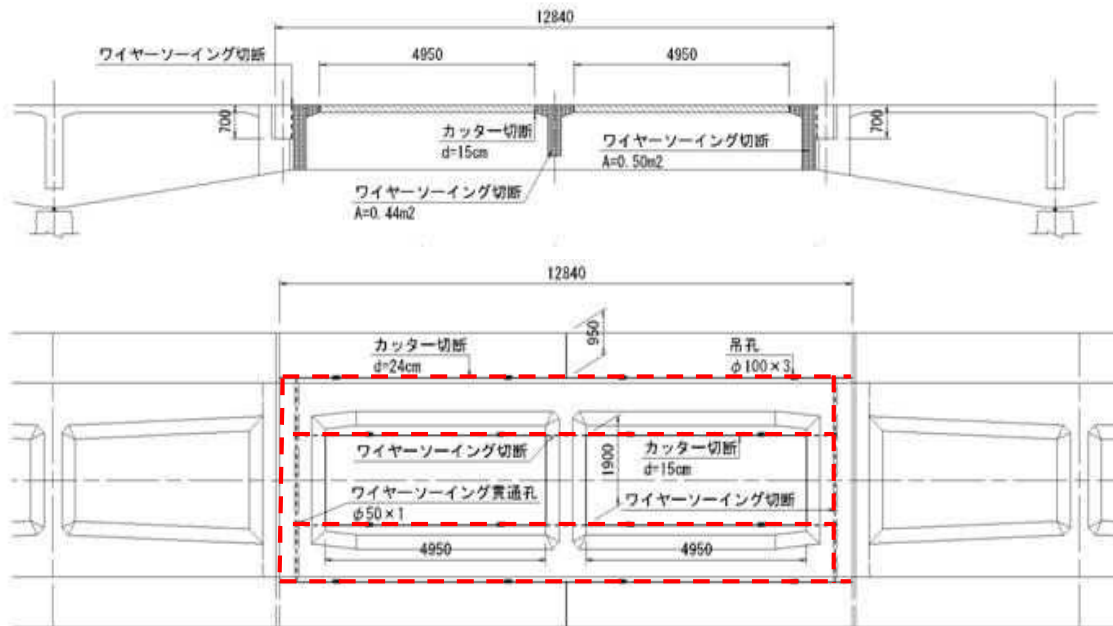 12840
ワイヤーソーイング切断
4950
4950
700
カッター切断
d=15cm
ワイヤーソーイング切断
A=0.50m2
700
ワイヤーソーイング切断
A=0.44m2
12840
950
カッター切断
d=24cm
吊孔
φ100×3
ワイヤーソーイング切断
1900
カッター切断
d=15cm
ワイヤーソーイング貫通孔
φ50×1
ワイヤーソーイング切断
4950
4950